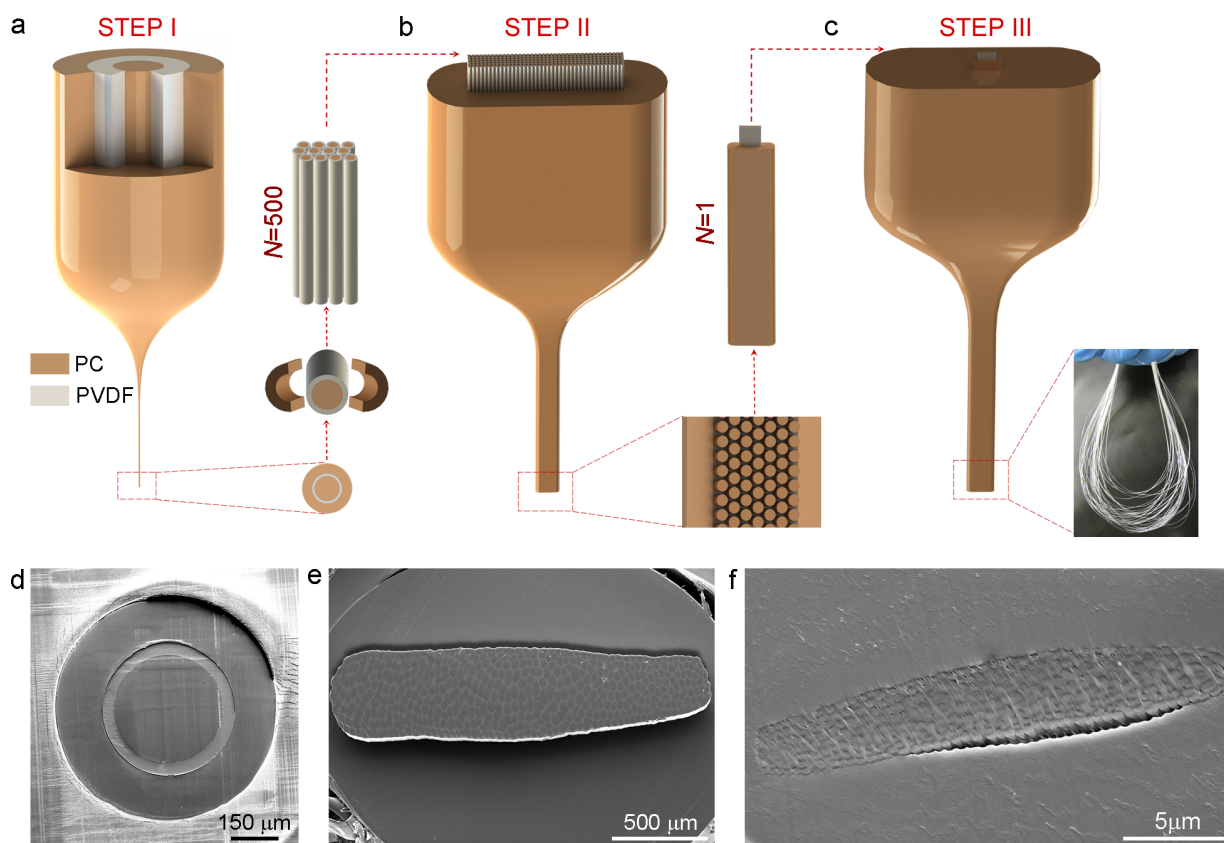 a
STEP I
b
STEP II
c
STEP III
N=500
N=1
PC
PVDF
d
150 μm
e
500 μm
f
5μm